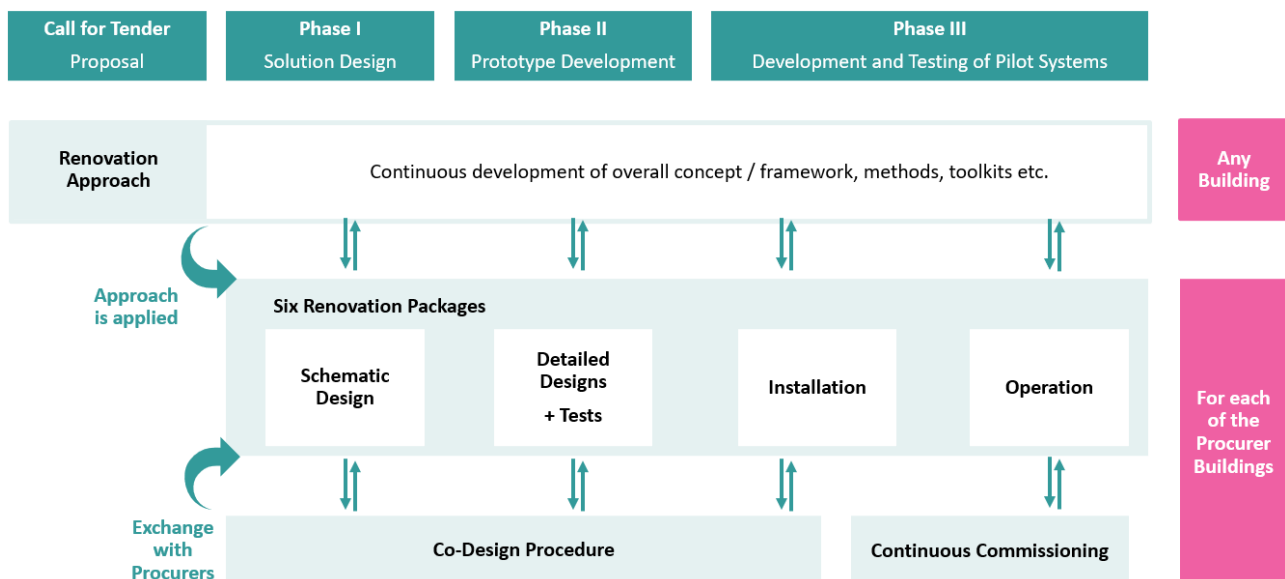 Call for Tender
Proposal
Phase I
Solution Design
Phase II
Prototype Development
Phase III
Development and Testing of Pilot Systems
Renovation
Approach
Continuous development of overall concept / framework, methods, toolkits etc.
Any
Building
Approach
is applied
Six Renovation Packages
Schematic
Design
Detailed
Designs
+ Tests
Installation
Operation
For each
of the
Procurer
Buildings
Exchange
with
Procurers
Co-Design Procedure
Continuous Commissioning